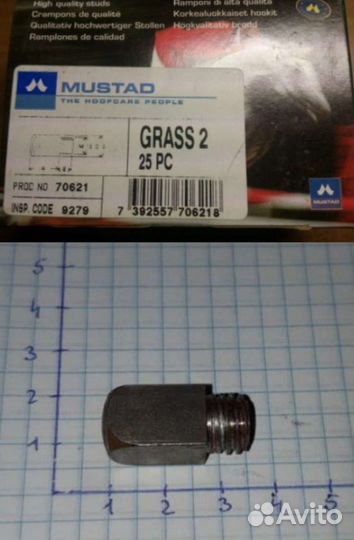 High quality studs
Crampons de qualité
Qualitativ hochwertiger Stollen
Ramplones de calidad
Ramponi di alta qualità
Korkealuokkaiset hookit
Högkvalitativ brodd
MUSTAD
THE HOOFCARE PEOPLE
GRASS 2
25 PC
PROD NO 70621
INSP. CODE 9279
7 392557 706218
MUSTAD
5
4
3
2
1
1 2 3 4 5
Avito